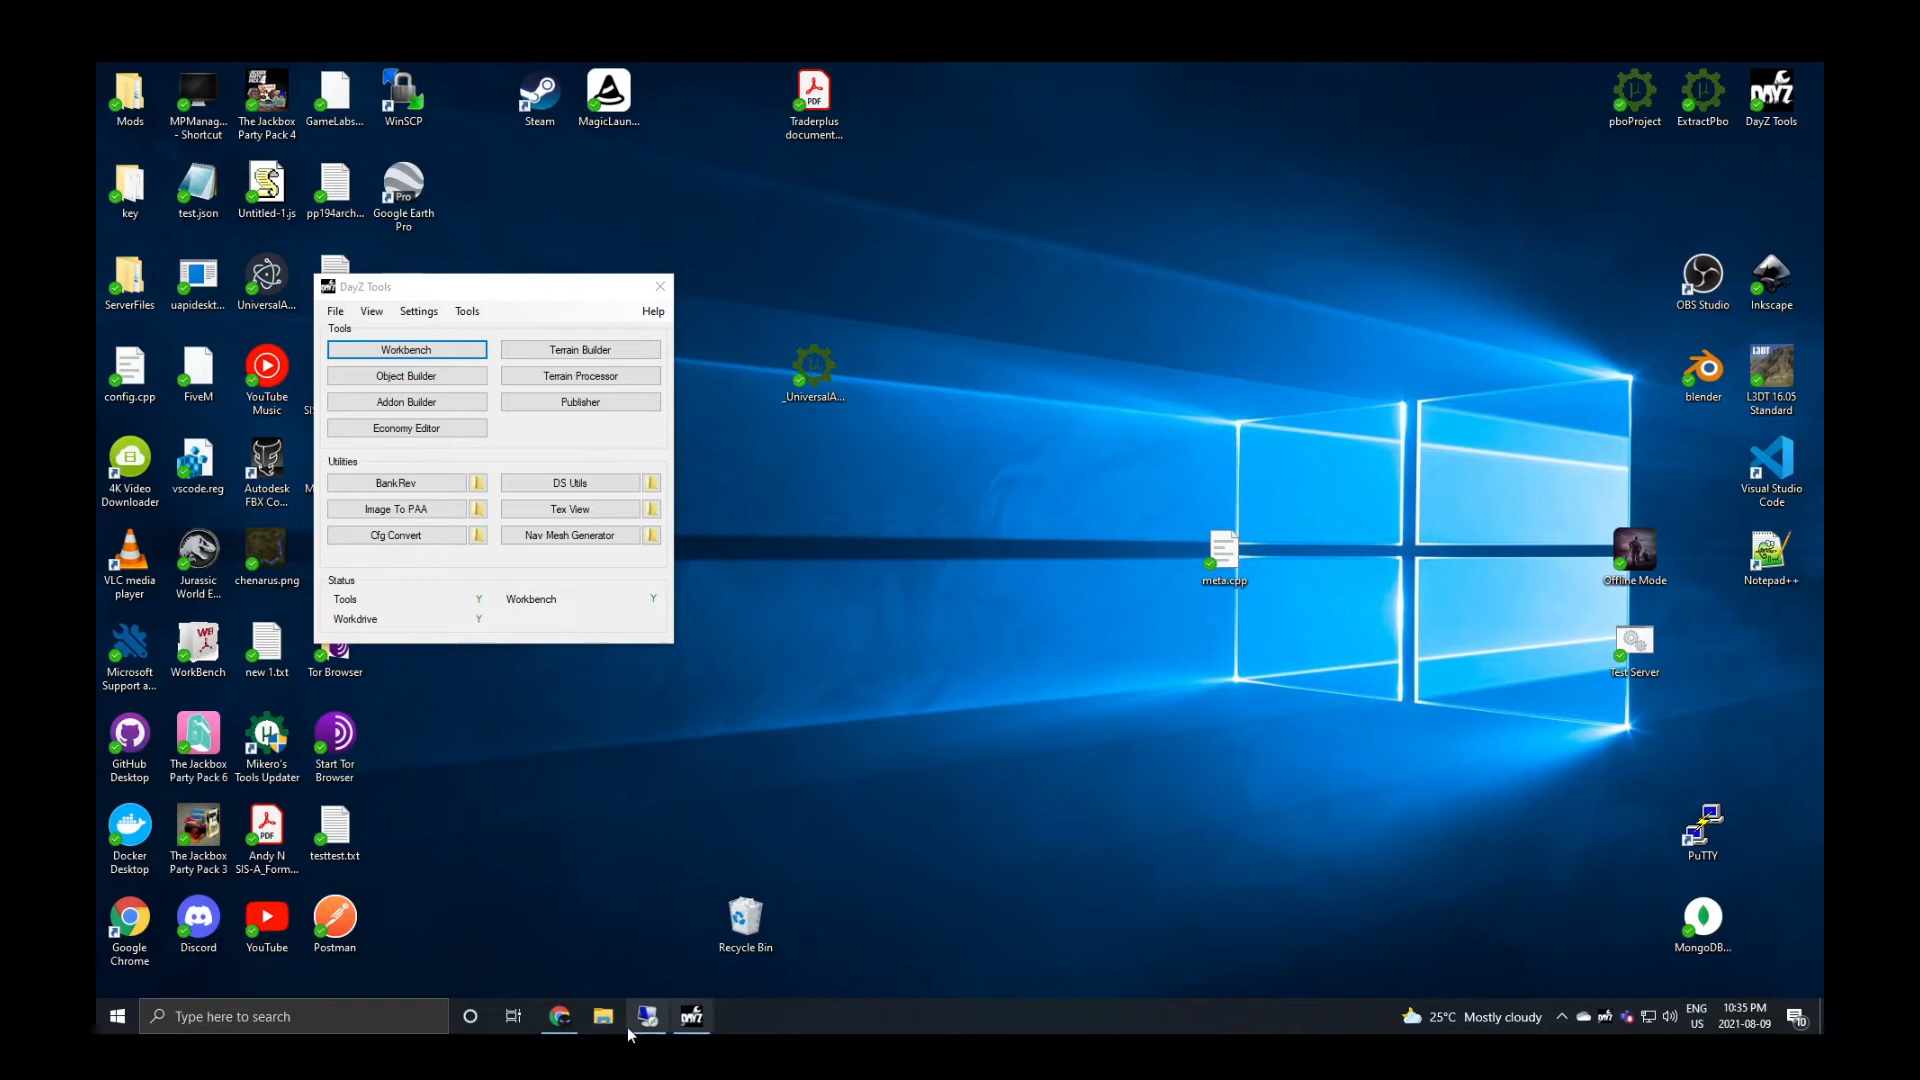 Mods
MPManag...
- Shortcut
The Jackbox
Party Pack 4
GameLabs...
WinSCP
Steam
MagicLaun...
PDF
Traderplus
document...
pboProject
ExtractPbo
DAYZ
DayZ Tools
key
test.json
Untitled-1.js
pp194arch...
Pro
Google Earth
Pro
ServerFiles
uapideskt...
UniversalA...
OBS Studio
Inkscape
DayZ Tools
File
View
Settings
Tools
Help
Tools
Workbench
Terrain Builder
Object Builder
Terrain Processor
Addon Builder
Publisher
Economy Editor
Utilities
BankRev
DS Utils
Image To PAA
Tex View
Cfg Convert
Nav Mesh Generator
Status
Tools
Y
Workbench
Y
Workdrive
Y
config.cpp
FiveM
YouTube
Music
_UniversalA...
blender
L3DT
L3DT 16.05
Standard
4K Video
Downloader
vscode.reg
Autodesk
FBX Co...
Visual Studio
Code
VLC media
player
Jurassic
World E...
chenarus.png
meta.cpp
Offline Mode
Notepad++
Microsoft
Support a...
WorkBench
new 1.txt
Tor Browser
Test Server
GitHub
Desktop
The Jackbox
Party Pack 6
Mikero's
Tools Updater
Start Tor
Browser
Docker
Desktop
The Jackbox
Party Pack 3
PDF
Andy N
SIS-A_Form...
testtest.txt
PuTTY
Google
Chrome
Discord
YouTube
Postman
Recycle Bin
MongoDB...
Type here to search
DAYZ
25°C Mostly cloudy
ENG
US
10:35 PM
2021-08-09
10